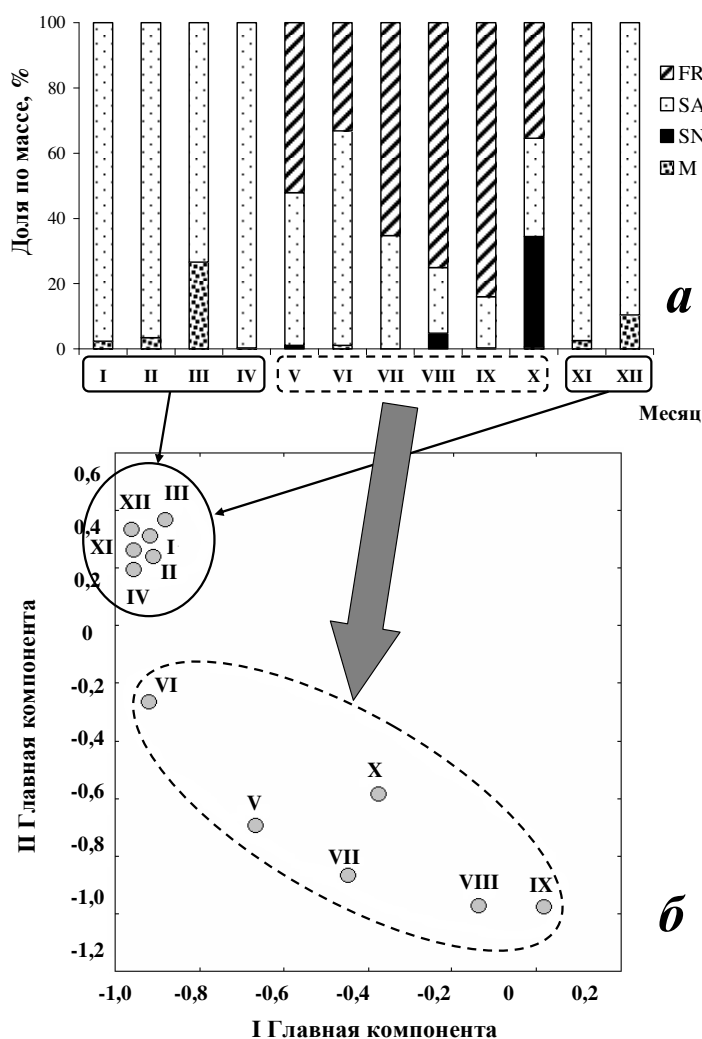 Доля по массе, %
100
80
60
40
20
0
FR
SA
SN
M
а
I II III IV V VI VII VIII IX X XI XII
Месяц
II Главная компонента
0,6
0,4
0,2
0
-0,2
-0,4
-0,6
-0,8
-1,0
-1,2
XII III
XI I
II
IV
VI
X
V
VII
VIII IX
б
-1,0 -0,8 -0,6 -0,4 -0,2 0 0,2
I Главная компонента